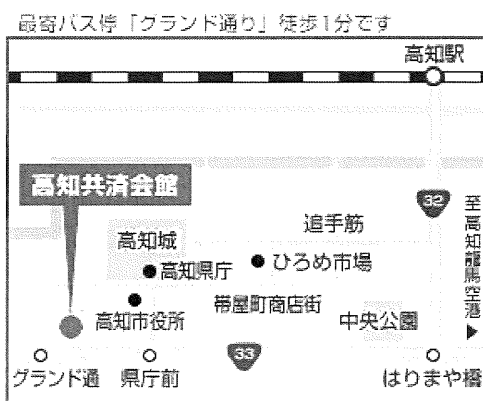 最寄バス停「グランド通り」徒歩1分です
高知駅
高知共済会館
32
至高知龍馬空港
追手筋
高知城
高知県庁
ひろめ市場
帯屋町商店街
高知市役所
中央公園
33
グランド通
県庁前
はりまや橋